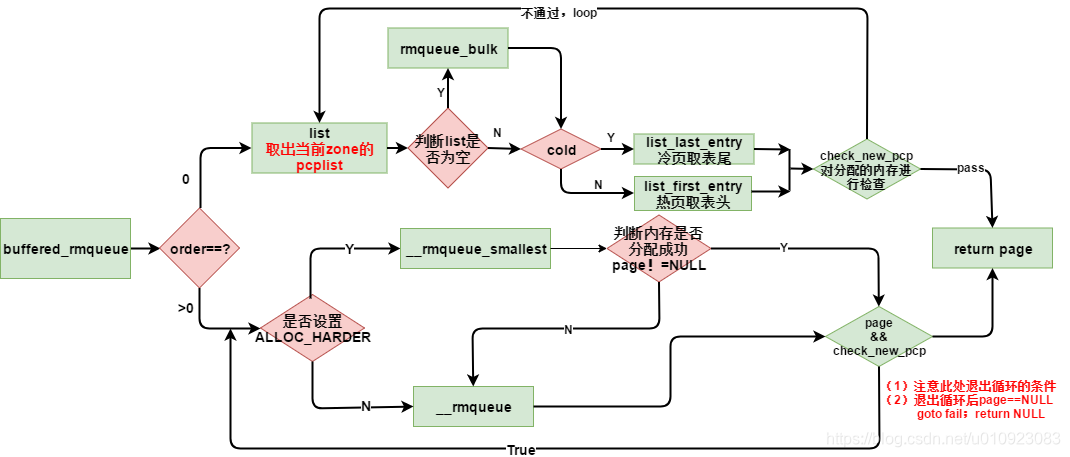 不通过，loop
rmqueue_bulk
Y
list
取出当前zone的
pcplist
判断list是
否为空
N
cold
Y
list_last_entry
冷页取表尾
N
list_first_entry
热页取表头
check_new_pcp
对分配的内存进
行检查
pass
0
buffered_rmqueue
order==?
>0
Y
__rmqueue_smallest
判断内存是否
分配成功
page！=NULL
Y
return page
是否设置
ALLOC_HARDER
N
page
&&
check_new_pcp
N
__rmqueue
（1）注意此处退出循环的条件
（2）退出循环后page==NULL
goto fail；return NULL
True
https://blog.csdn.net/u010923083